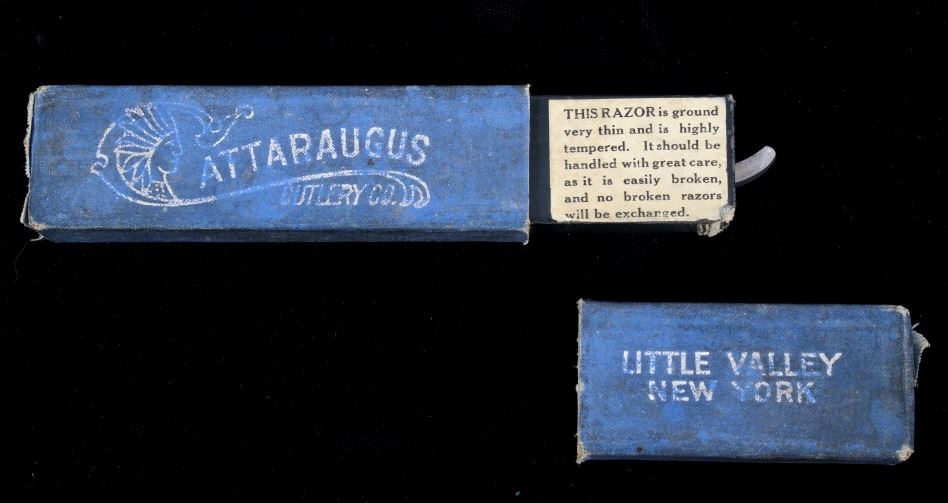 CATTARAUGUS
CUTLERY CO.
THIS RAZOR is ground
very thin and is highly
tempered. It should be
handled with great care,
as it is easily broken,
and no broken razors
will be exchanged.
LITTLE VALLEY
NEW YORK